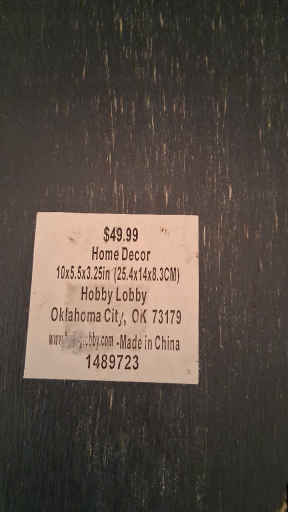 $49.99
Home Decor
10x5.5x3.25in (25.4x14x8.3CM)
Hobby Lobby
Oklahoma City, OK 73179
-Made in China
1489723